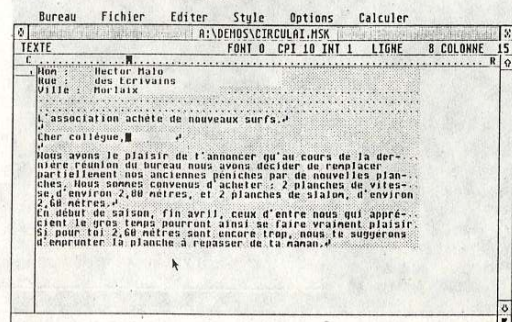 Bureau Fichier Editer Style Options Calculer
A:\DEMOS\CIRCULAI.MSK
TEXTE FONT 0 CPI 10 INT 1 LIGNE 8 COLONNE 15
Nom : Hector Malo
Rue : des Ecrivains
Ville : Morlaix
L'association achète de nouveaux surfs.
Cher collègue,
Nous avons le plaisir de t'annoncer qu'au cours de la der-
nière réunion du bureau nous avons décider de remplacer
partiellement nos anciennes péniches par de nouvelles plan-
ches. Nous sommes convenus d'acheter : 2 planches de vites-
se,d'environ 2,80 mètres, et 2 planches de slalom, d'environ
2,60 mètres.
En début de saison, fin avril, ceux d'entre nous qui appré-
cient le gros temps pourront ainsi se faire vraiment plaisir.
Si pour toi 2,60 mètres sont encore trop, nous te suggérons
d'emprunter la planche à repasser de ta maman.